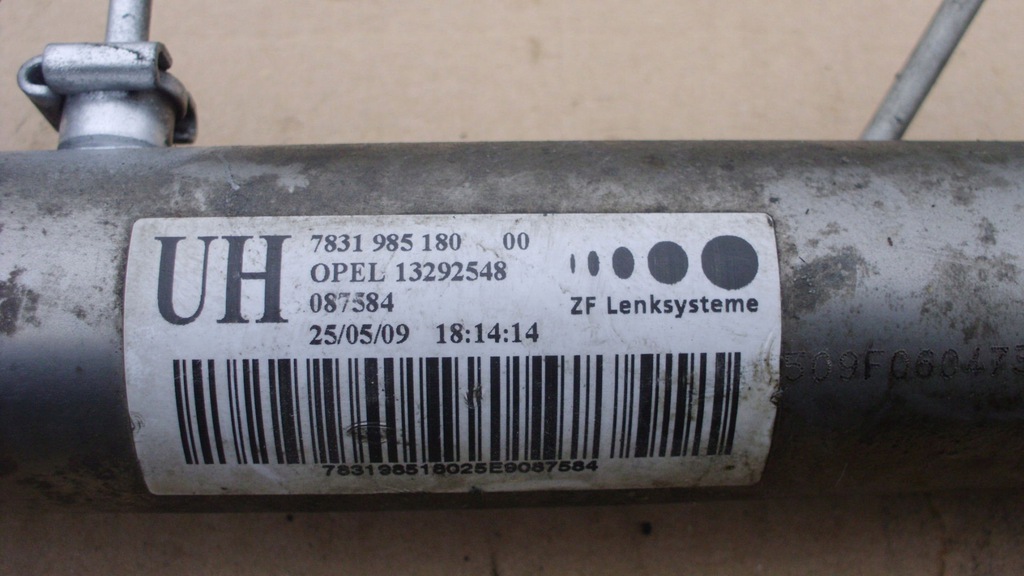 UH
7831 985 180 00
OPEL 13292548
087584
25/05/09 18:14:14
ZF Lenksysteme
783198518025E9087584